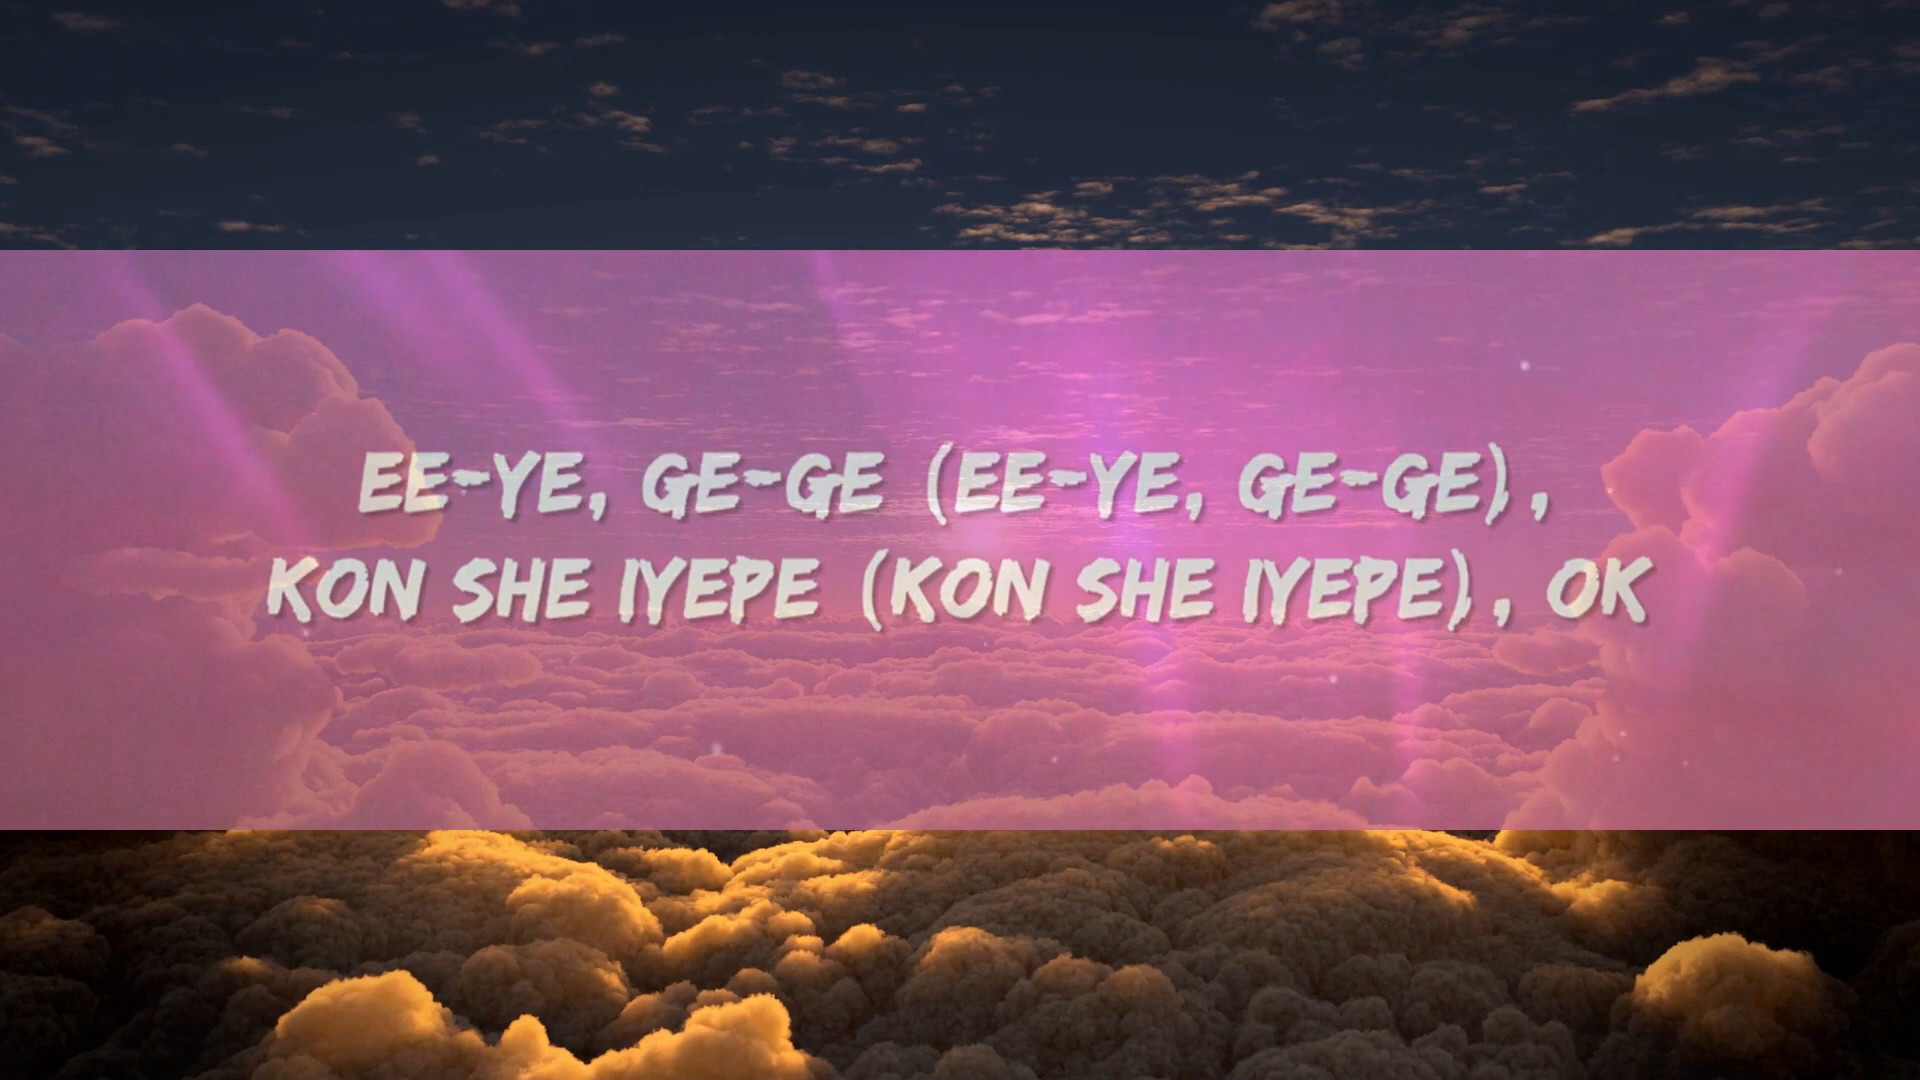 EE-YE, GE-GE (EE-YE, GE-GE),
KON SHE IYEPE (KON SHE IYEPE), OK